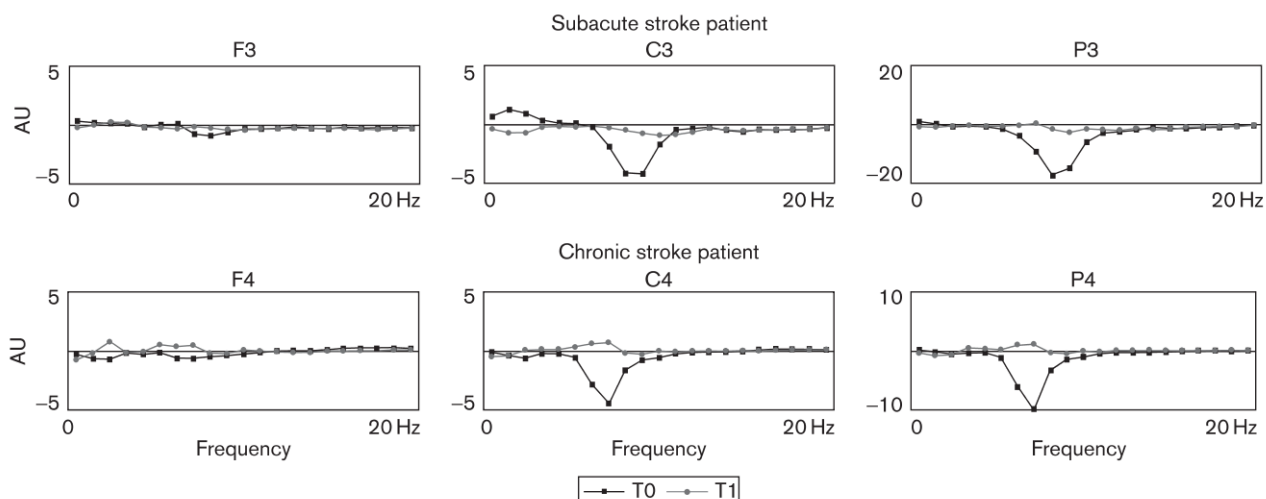 Subacute stroke patient
F3
C3
P3
5
AU
−5
0
20 Hz
5
−5
0
20 Hz
20
−20
0
20 Hz
Chronic stroke patient
F4
C4
P4
5
AU
−5
0
20 Hz
Frequency
5
−5
0
20 Hz
Frequency
10
−10
0
20 Hz
Frequency
T0 T1